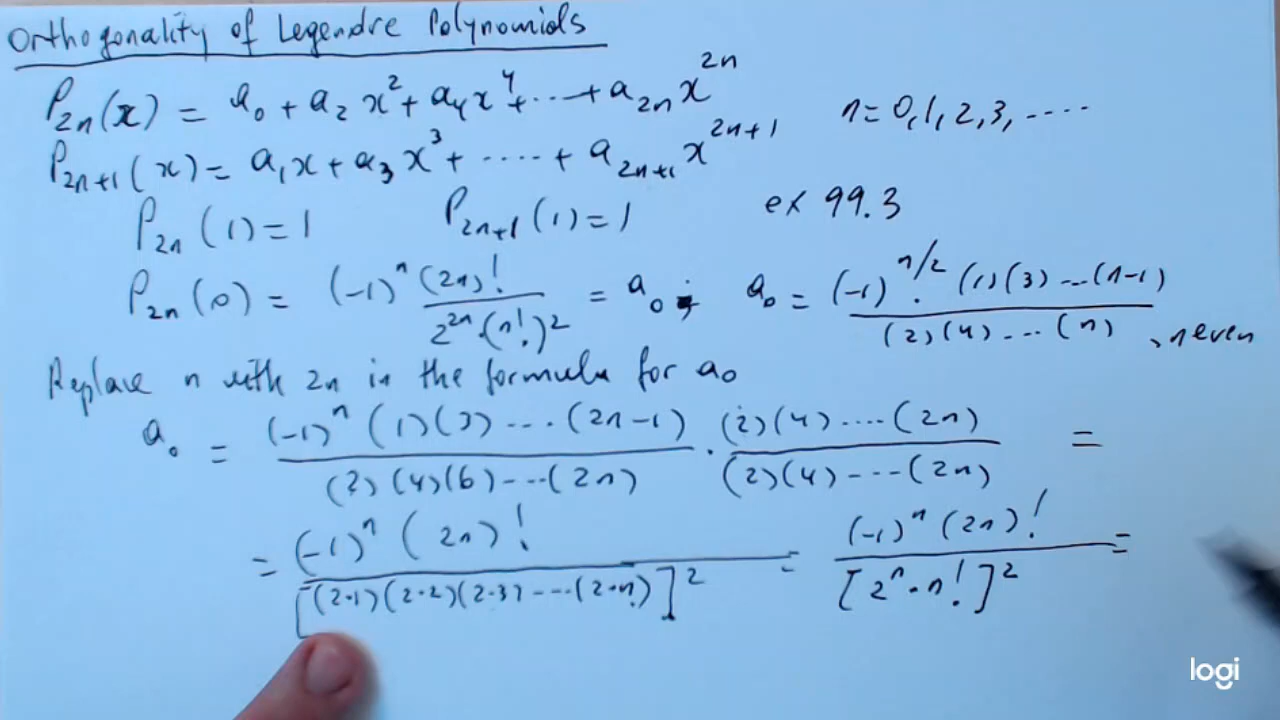 Orthogonality of Legendre Polynomials
P_{2n}(x) = a_0 + a_2 x^2 + a_4 x^4 + ... + a_{2n} x^{2n}
n = 0, 1, 2, 3, ....
P_{2n+1}(x) = a_1 x + a_3 x^3 + .... + a_{2n+1} x^{2n+1}
P_{2n}(1) = 1 P_{2n+1}(1) = 1 ex 99.3
P_{2n}(0) = (-1)^n (2n)! / 2^{2n} · (n!)^2 = a_0 ; a_0 = (-1)^{n/2} · (1)(3) ... (n-1) / (2)(4) ... (n) , n even
Replace n with 2n in the formula for a_0
a_0 = (-1)^n (1)(3) ... (2n-1) / (2)(4)(6) ... (2n) · (2)(4) .... (2n) / (2)(4) ... (2n) =
= (-1)^n (2n)! / [(2·1)(2·2)(2·3) ... (2·n)]^2 = (-1)^n (2n)! / [2^n · n!]^2 =
logi